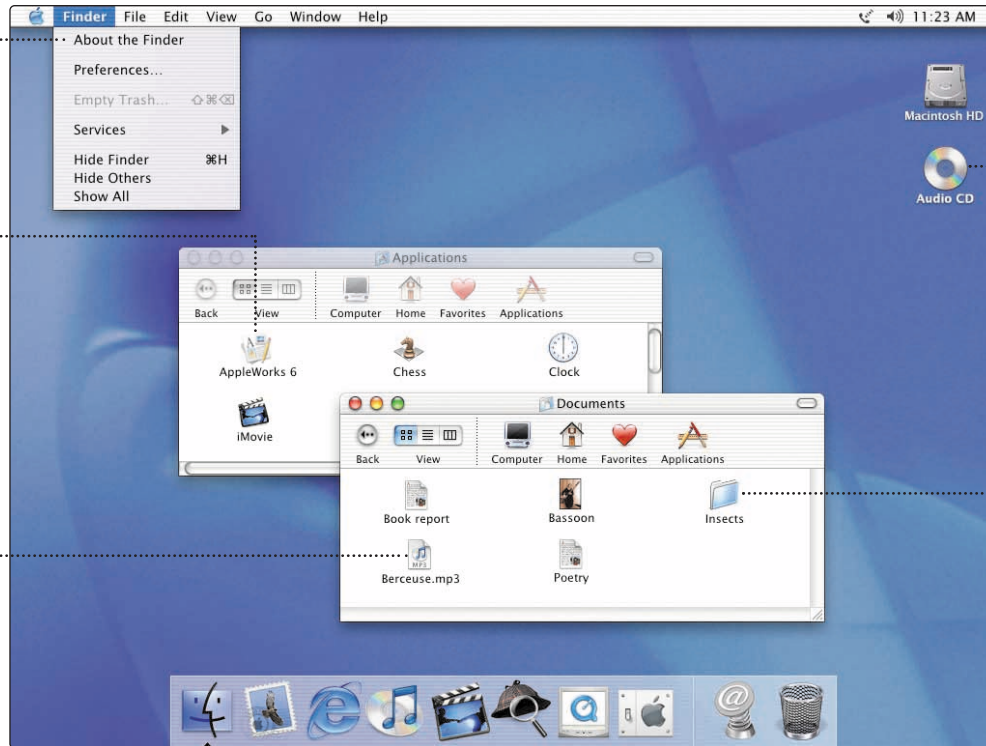 Finder File Edit View Go Window Help 11:23 AM
About the Finder
Preferences...
Empty Trash... ⇧⌘⌫
Services ▶
Hide Finder ⌘H
Hide Others
Show All
Macintosh HD
Audio CD
Applications
Back View Computer Home Favorites Applications
AppleWorks 6 Chess Clock
iMovie
Documents
Back View Computer Home Favorites Applications
Book report Bassoon Insects
MP3
Berceuse.mp3 Poetry
@